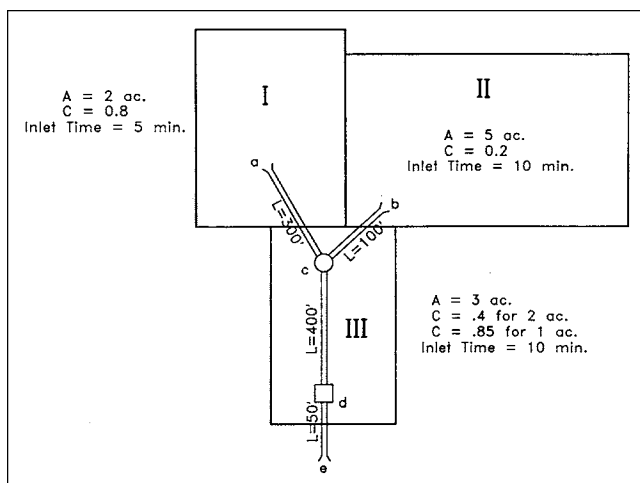 I
A = 2 ac.
C = 0.8
Inlet Time = 5 min.
II
A = 5 ac.
C = 0.2
Inlet Time = 10 min.
a
b
L=300'
L=100'
c
L=400'
III
A = 3 ac.
C = .4 for 2 ac.
C = .85 for 1 ac.
Inlet Time = 10 min.
d
L=50'
e